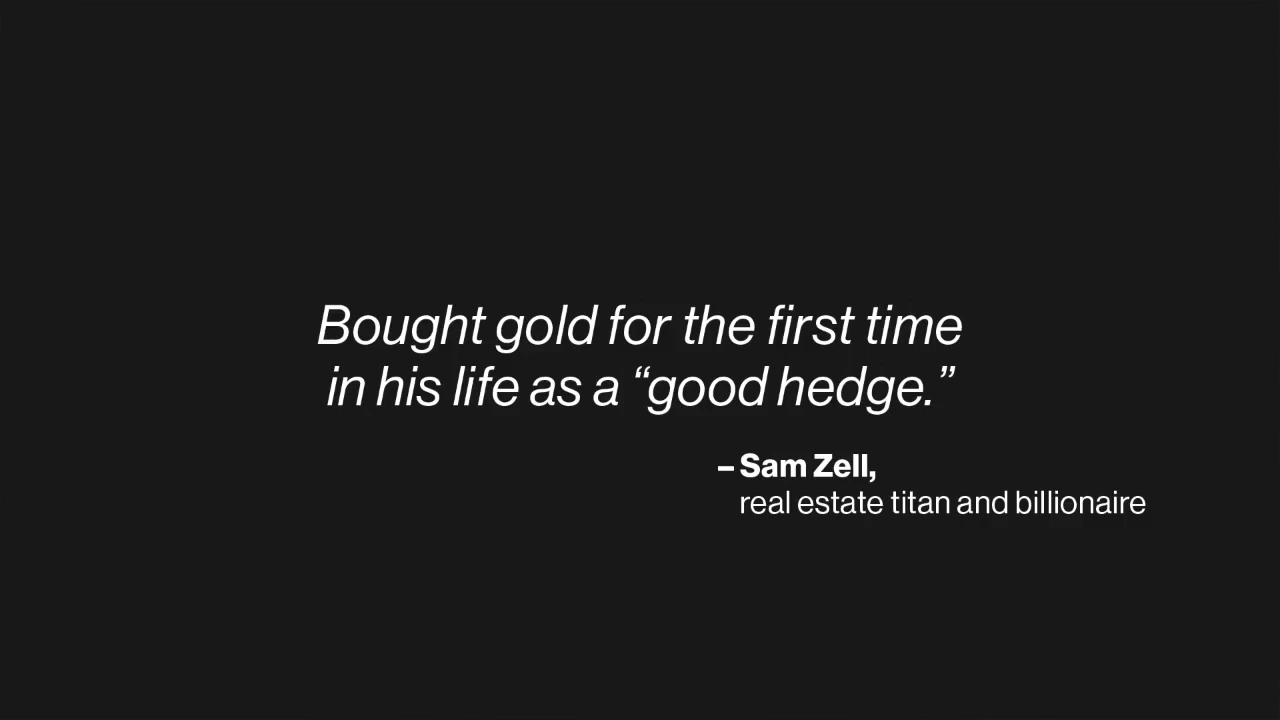 Bought gold for the first time
in his life as a “good hedge.”
– Sam Zell,
real estate titan and billionaire